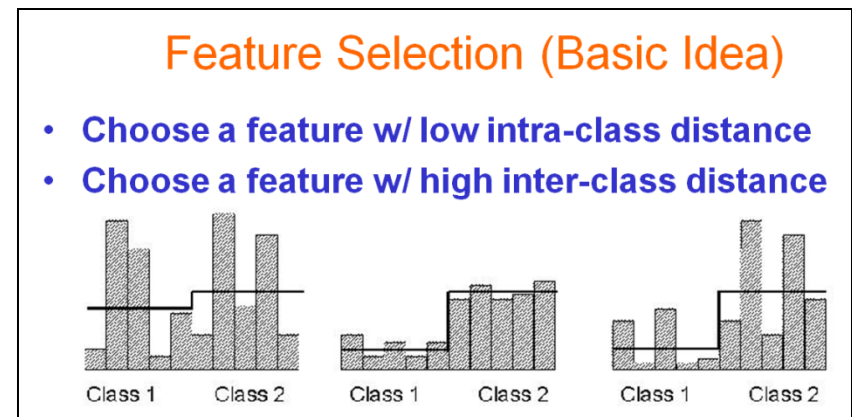 Feature Selection (Basic Idea)
• Choose a feature w/ low intra-class distance
• Choose a feature w/ high inter-class distance
Class 1 Class 2 Class 1 Class 2 Class 1 Class 2